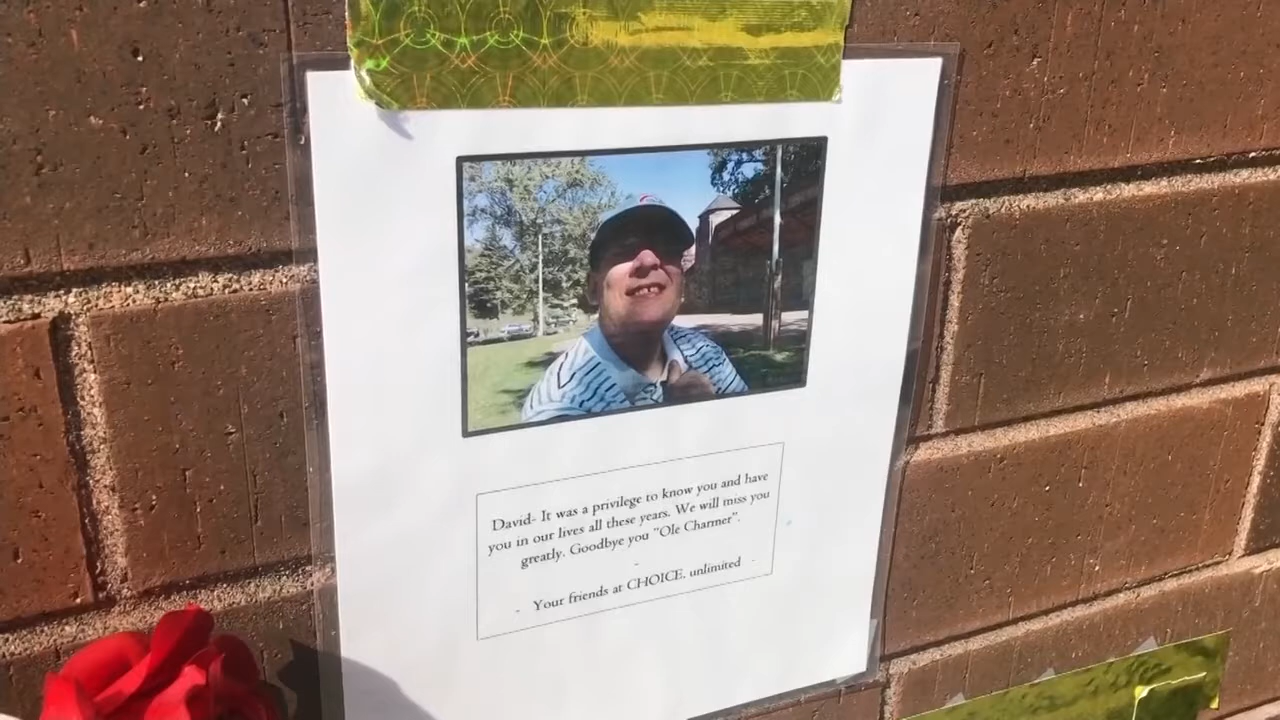 David- It was a privilege to know you and have
you in our lives all these years. We will miss you
greatly. Goodbye you "Ole Charmer".
-
- Your friends at CHOICE, unlimited -